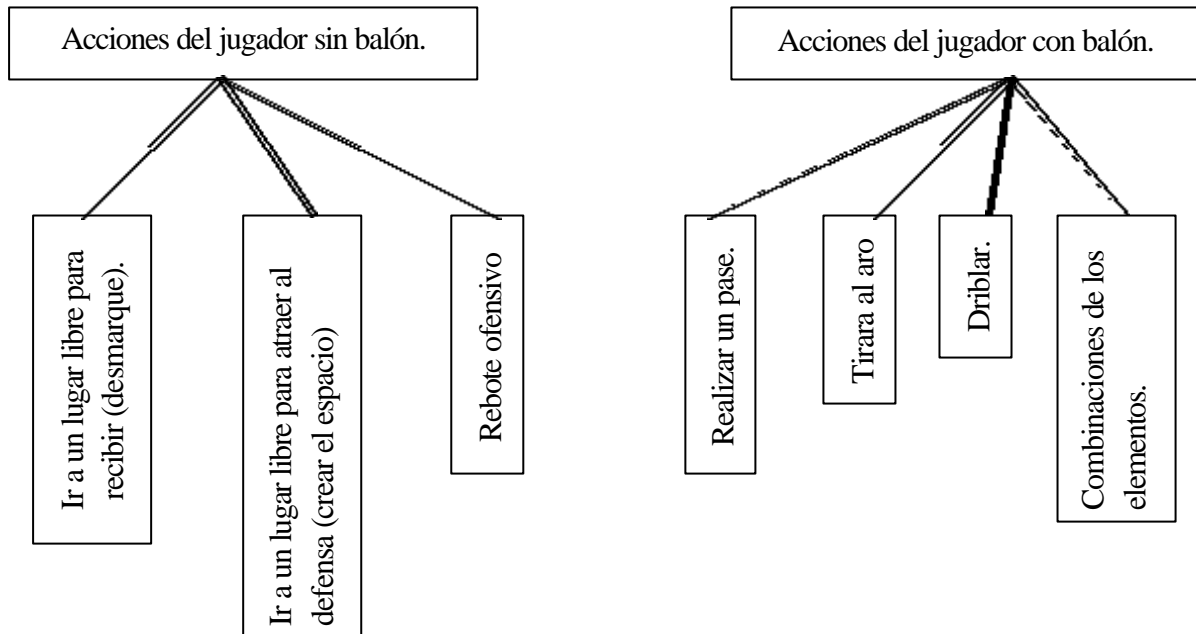 Acciones del jugador sin balón.
Acciones del jugador con balón.
Ir a un lugar libre para
recibir (desmarque).
Ir a un lugar libre para atraer al
defensa (crear el espacio)
Rebote ofensivo
Realizar un pase.
Tirara al aro
Driblar.
Combinaciones de los
elementos.